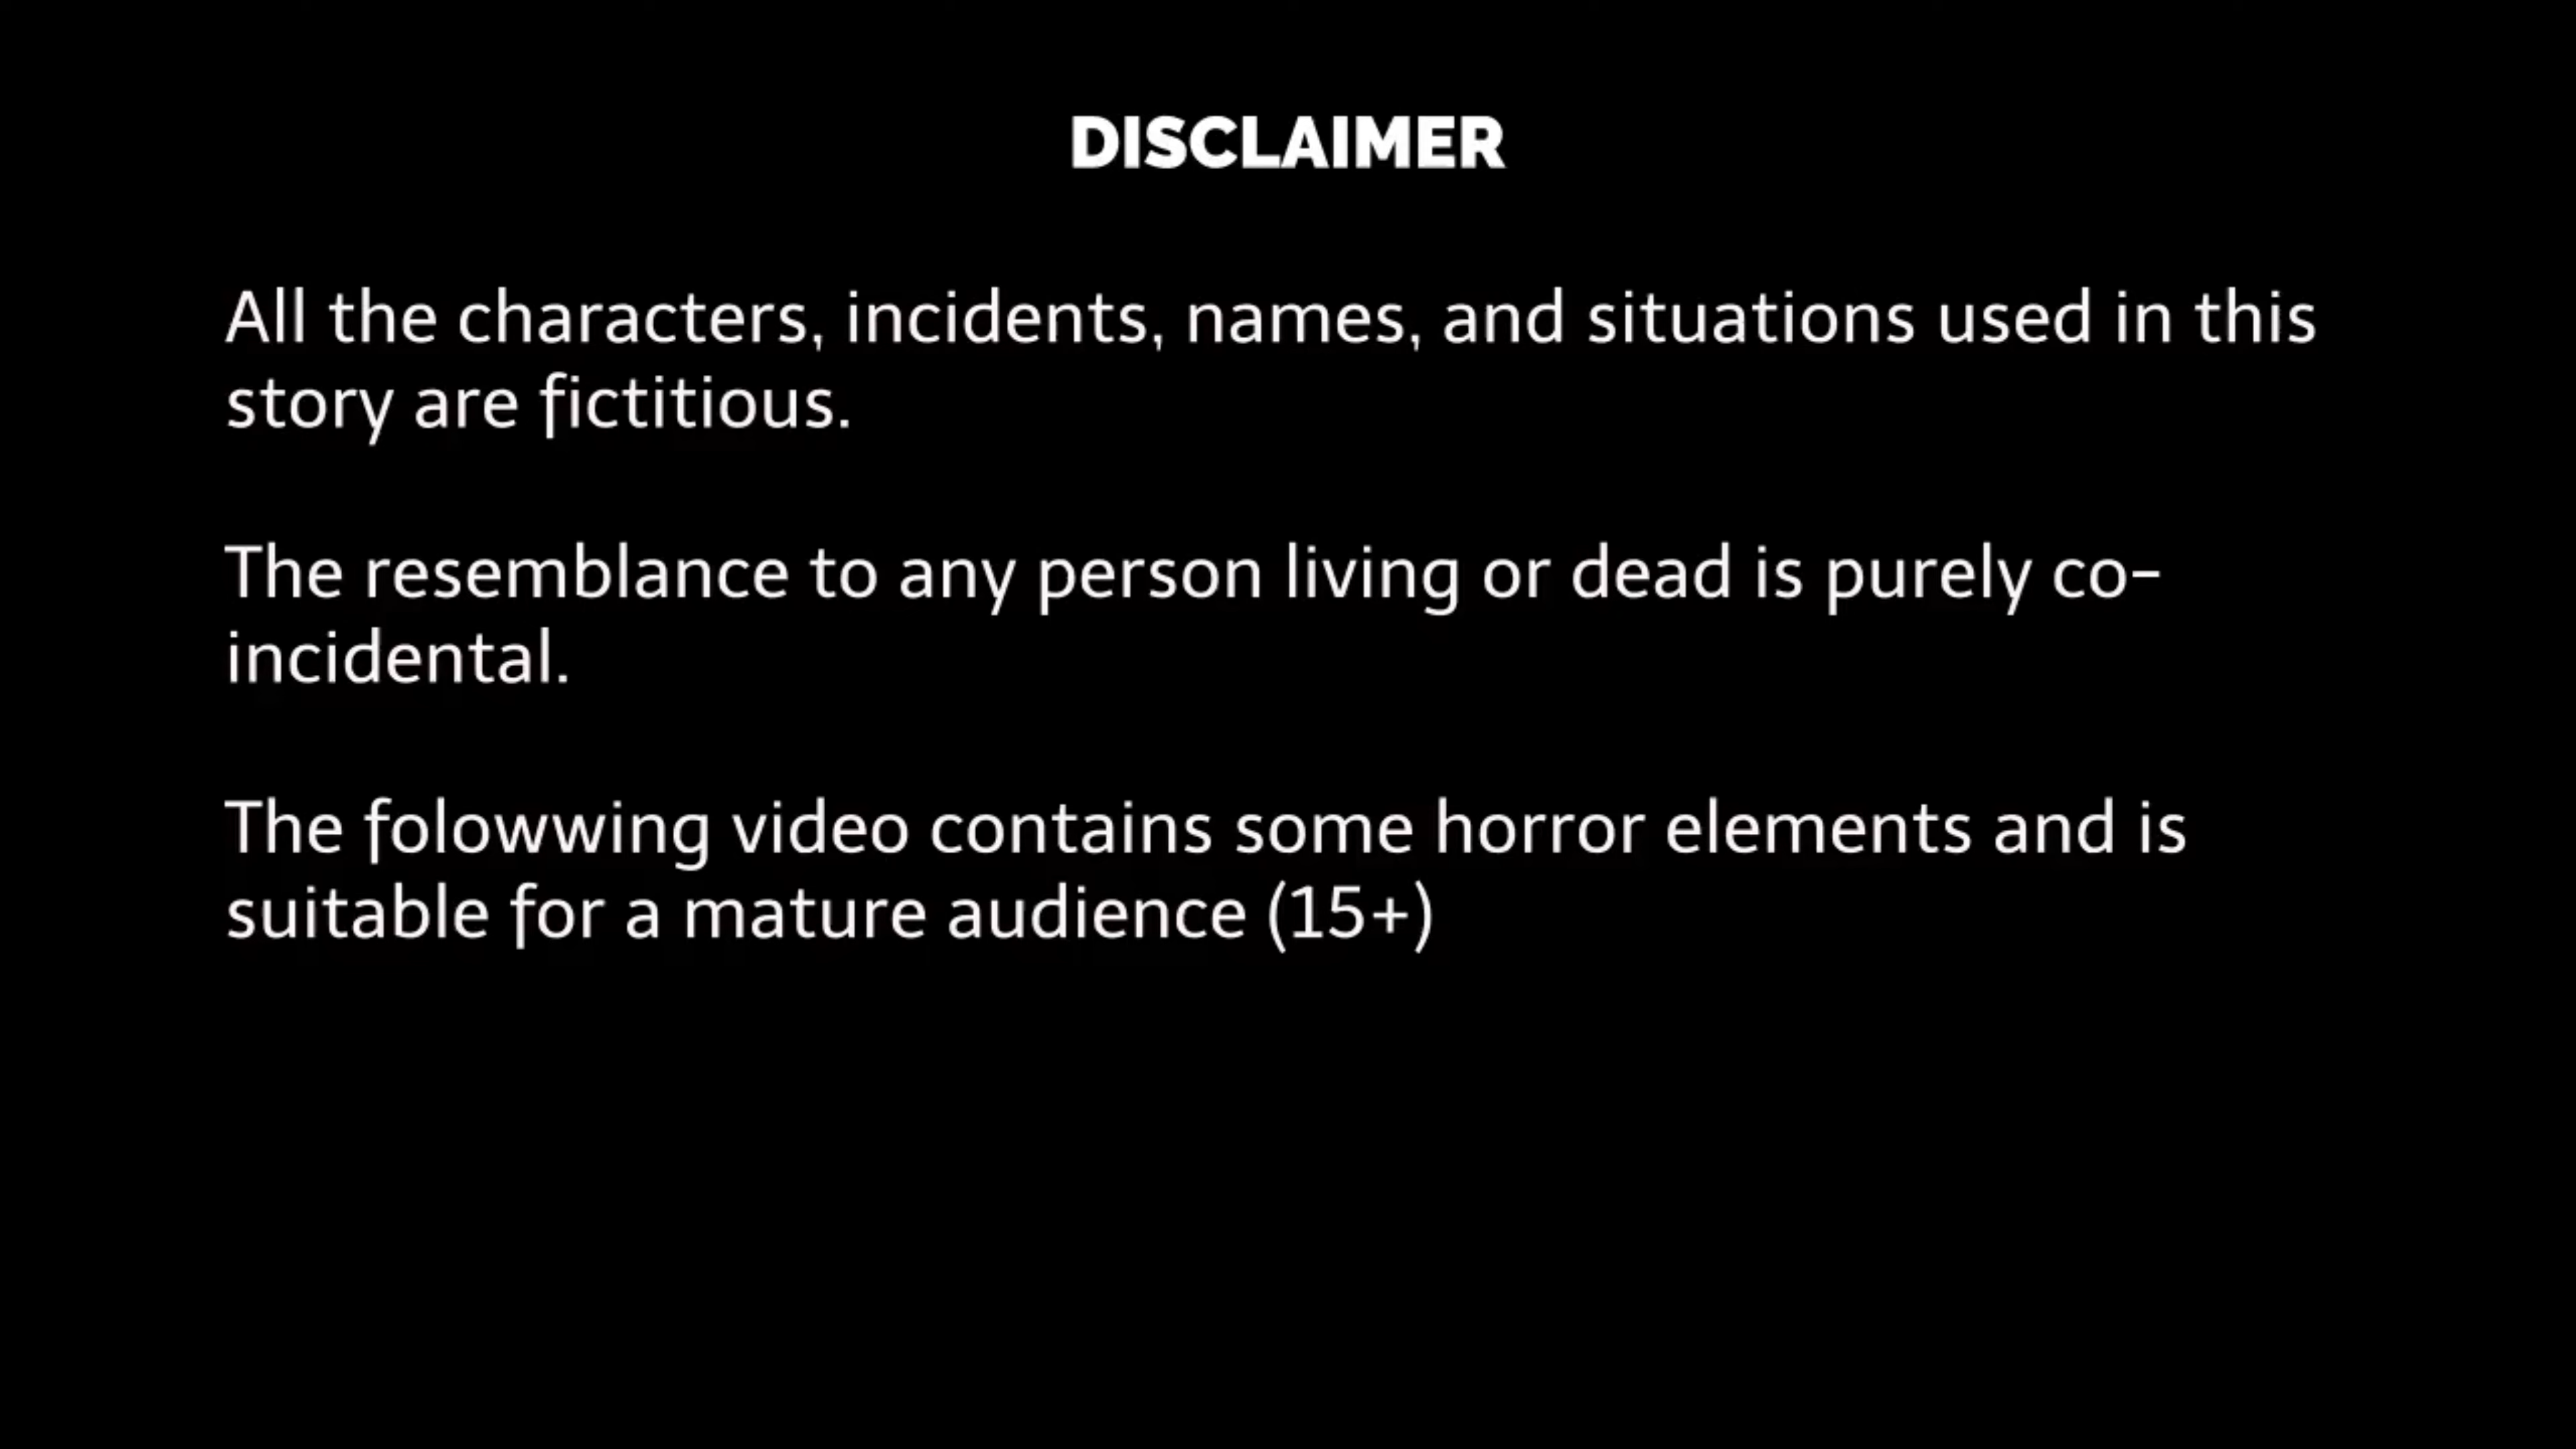 DISCLAIMER
All the characters, incidents, names, and situations used in this
story are fictitious.
The resemblance to any person living or dead is purely co-
incidental.
The folowwing video contains some horror elements and is
suitable for a mature audience (15+)